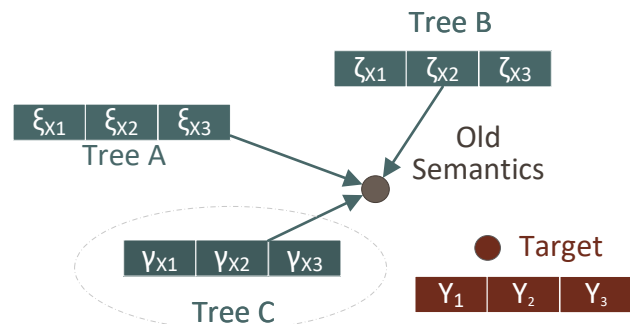 Tree B
ζX1 ζX2 ζX3
ξX1 ξX2 ξX3
Tree A
Old
Semantics
γX1 γX2 γX3
Tree C
Target
Y1 Y2 Y3